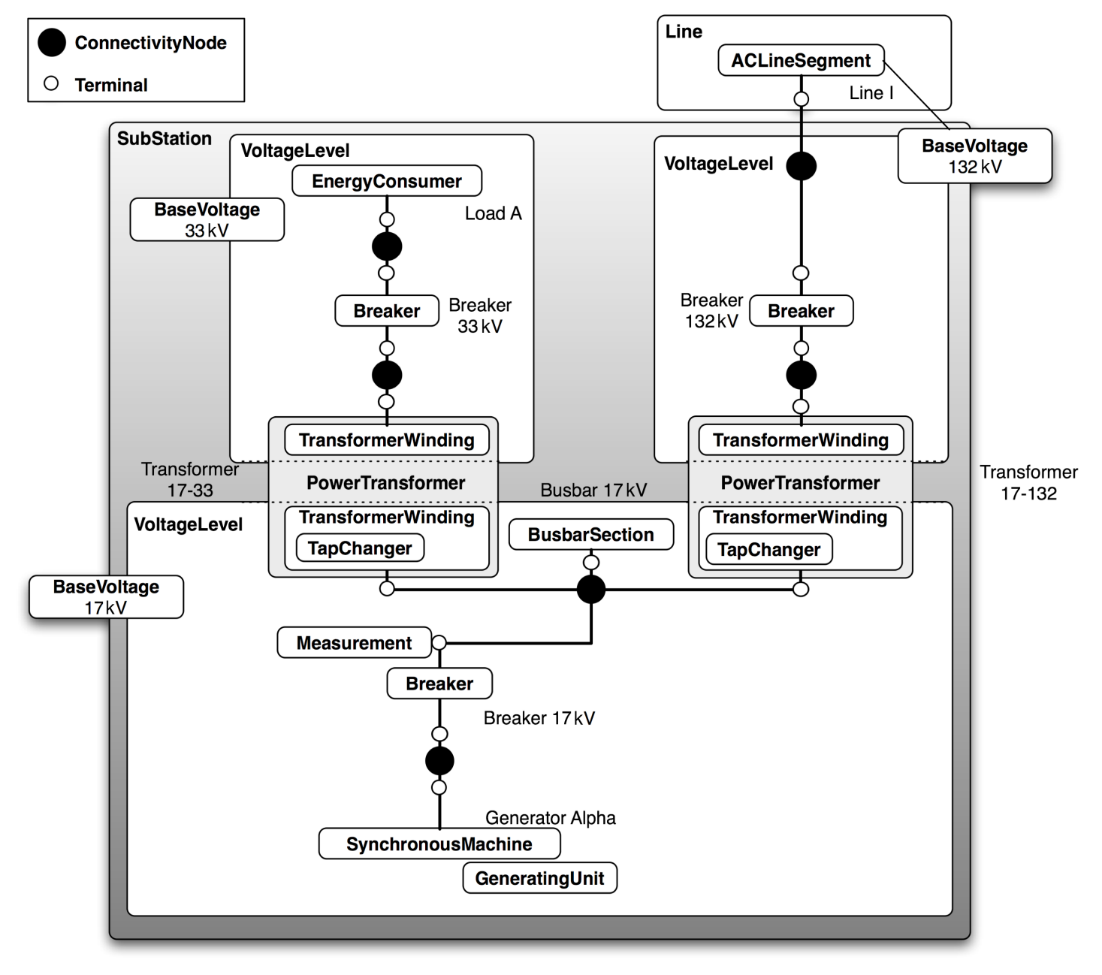 ConnectivityNode
Terminal
Line
ACLineSegment
Line I
SubStation
VoltageLevel
EnergyConsumer
BaseVoltage
33 kV
Load A
Breaker
Breaker
33 kV
TransformerWinding
VoltageLevel
BaseVoltage
132 kV
Breaker
132 kV
Breaker
TransformerWinding
Transformer
17-33
PowerTransformer
Busbar 17 kV
PowerTransformer
Transformer
17-132
VoltageLevel
TransformerWinding
TapChanger
BusbarSection
TransformerWinding
TapChanger
BaseVoltage
17 kV
Measurement
Breaker
Breaker 17 kV
Generator Alpha
SynchronousMachine
GeneratingUnit